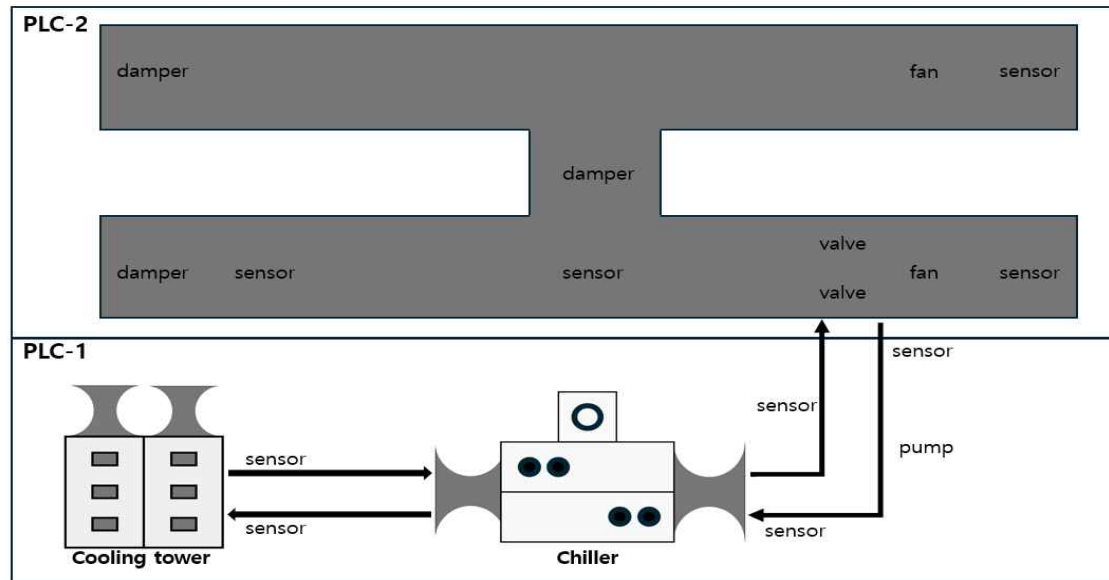 PLC-2
damper
fan
sensor
damper
damper
sensor
sensor
valve
valve
fan
sensor
PLC-1
sensor
sensor
pump
sensor
sensor
sensor
Cooling tower
Chiller